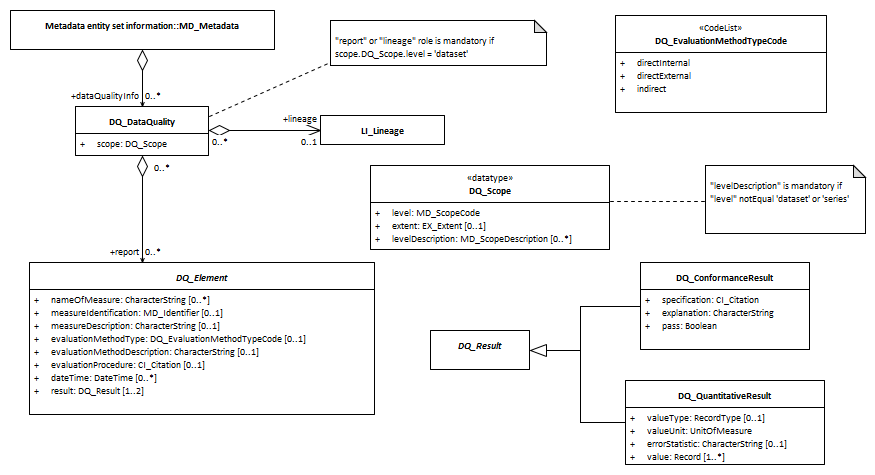 Metadata entity set information::MD_Metadata
"report" or "lineage" role is mandatory if
scope.DQ_Scope.level = 'dataset'
«CodeList»
DQ_EvaluationMethodTypeCode
+ directInternal
+ directExternal
+ indirect
+dataQualityInfo 0..*
DQ_DataQuality
+ scope: DQ_Scope
+lineage
0..* 0..1
LI_Lineage
0..*
«datatype»
DQ_Scope
+ level: MD_ScopeCode
+ extent: EX_Extent [0..1]
+ levelDescription: MD_ScopeDescription [0..*]
"levelDescription" is mandatory if
"level" notEqual 'dataset' or 'series'
+report 0..*
DQ_Element
+ nameOfMeasure: CharacterString [0..*]
+ measureIdentification: MD_Identifier [0..1]
+ measureDescription: CharacterString [0..1]
+ evaluationMethodType: DQ_EvaluationMethodTypeCode [0..1]
+ evaluationMethodDescription: CharacterString [0..1]
+ evaluationProcedure: CI_Citation [0..1]
+ dateTime: DateTime [0..*]
+ result: DQ_Result [1..2]
DQ_Result
DQ_ConformanceResult
+ specification: CI_Citation
+ explanation: CharacterString
+ pass: Boolean
DQ_QuantitativeResult
+ valueType: RecordType [0..1]
+ valueUnit: UnitOfMeasure
+ errorStatistic: CharacterString [0..1]
+ value: Record [1..*]